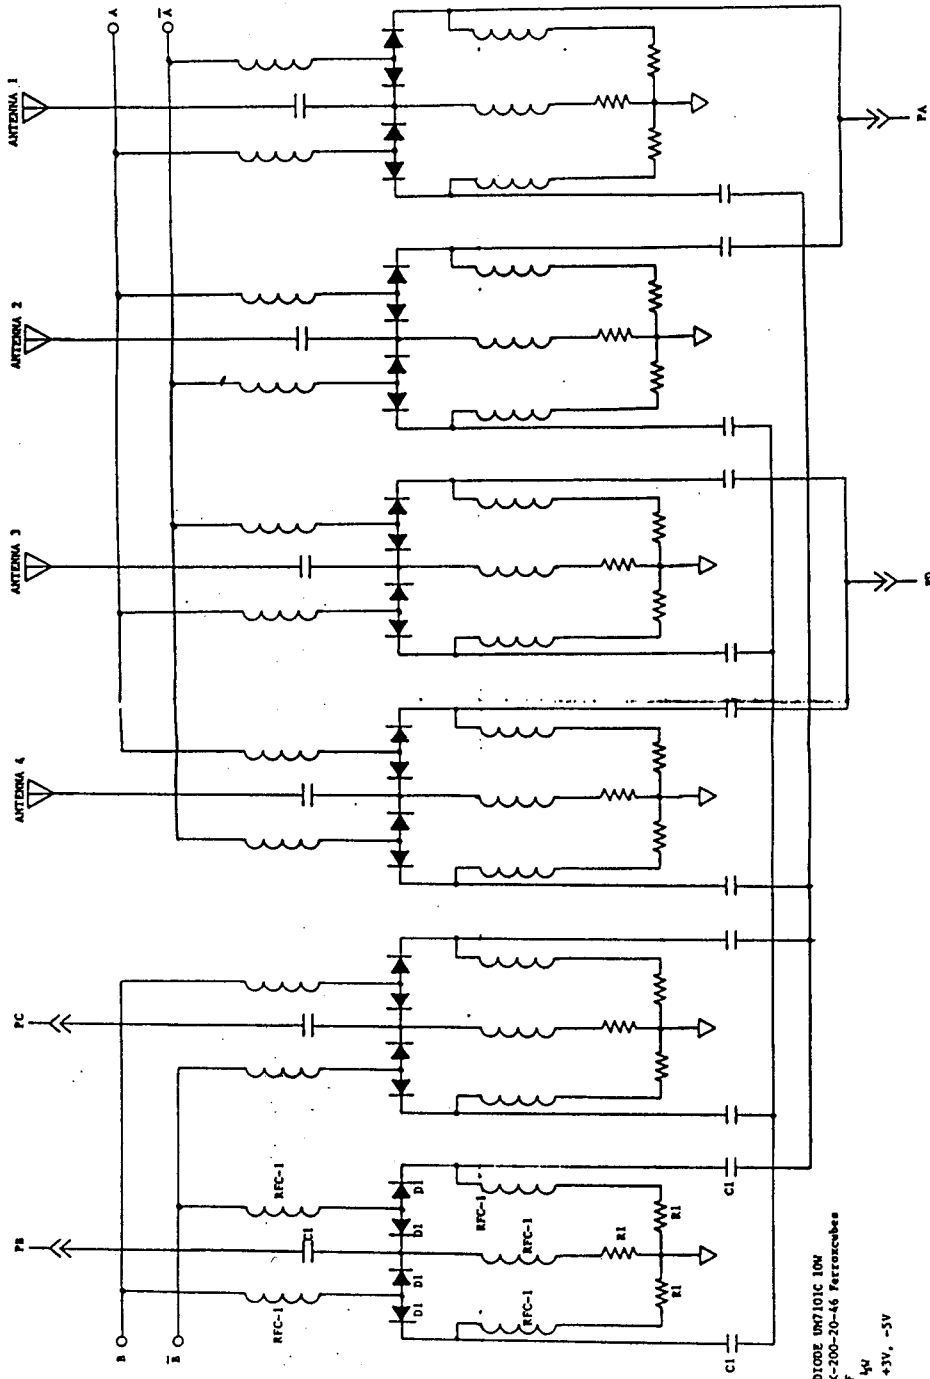 A
A
ANTENNA 1
ANTENNA 2
ANTENNA 3
ANTENNA 4
PC
PB
B
B
PA
RFC-1
RFC-1
RFC-1
RFC-1
RFC-1
C1
D1
D1
D1
D1
R1
R1
R1
C1
C1
DIODE UM7101C 10W
-200-20-46 Ferroxcubes
F
¼W
+3V, -5V